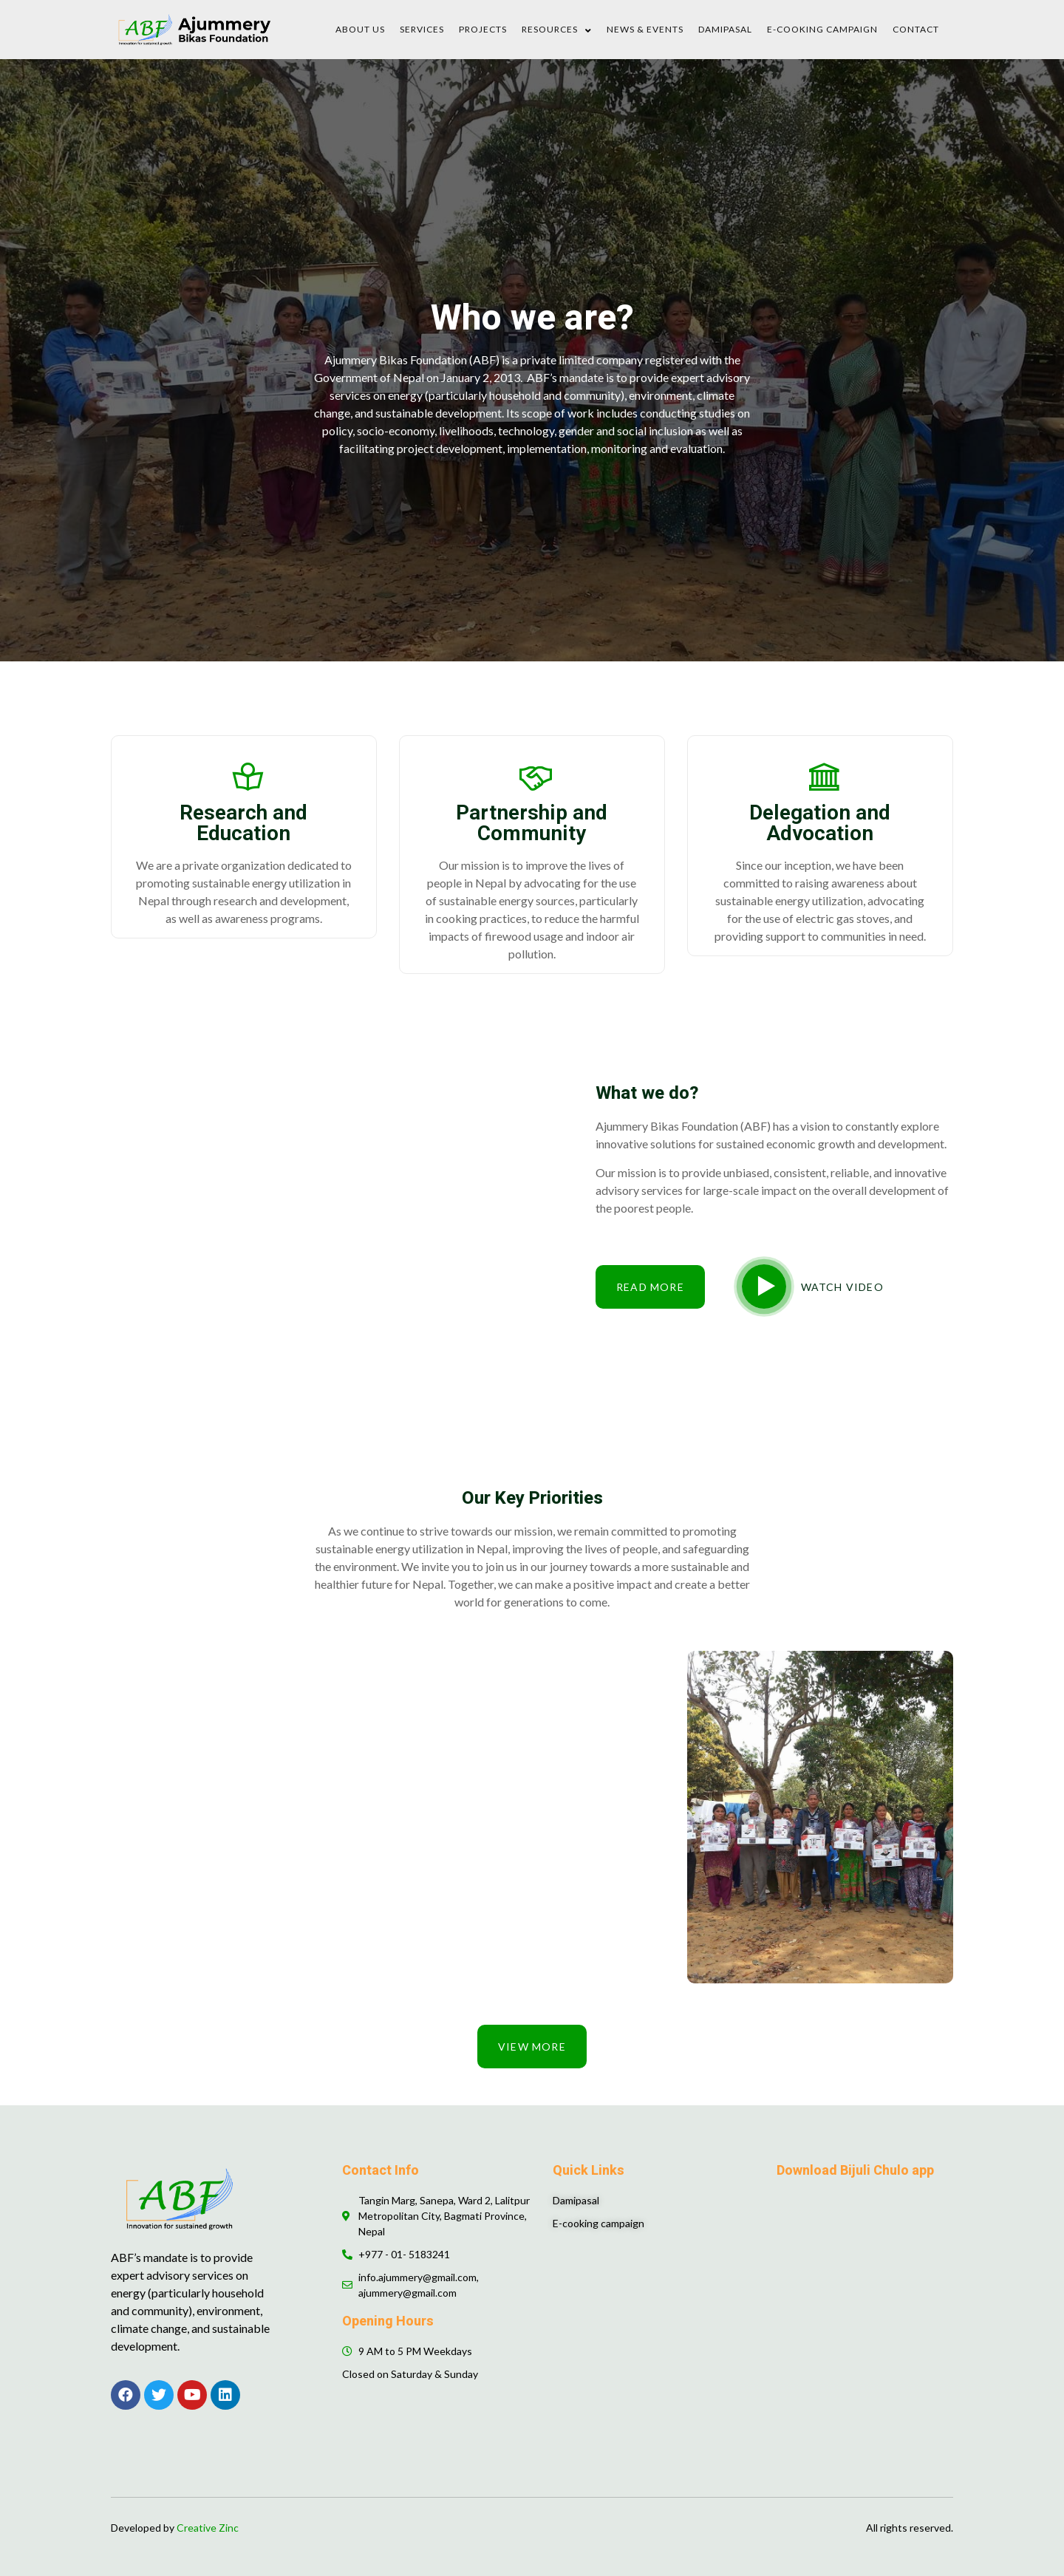 ABF
Innovation for sustained growth
Ajummery
Bikas Foundation
ABOUT US SERVICES PROJECTS RESOURCES NEWS & EVENTS DAMIPASAL E-COOKING CAMPAIGN CONTACT
Who we are?
Ajummery Bikas Foundation (ABF) is a private limited company registered with the
Government of Nepal on January 2, 2013. ABF's mandate is to provide expert advisory
services on energy (particularly household and community), environment, climate
change, and sustainable development. Its scope of work includes conducting studies on
policy, socio-economy, livelihoods, technology, gender and social inclusion as well as
facilitating project development, implementation, monitoring and evaluation.
Research and
Education
We are a private organization dedicated to
promoting sustainable energy utilization in
Nepal through research and development,
as well as awareness programs.
Partnership and
Community
Our mission is to improve the lives of
people in Nepal by advocating for the use
of sustainable energy sources, particularly
in cooking practices, to reduce the harmful
impacts of firewood usage and indoor air
pollution.
Delegation and
Advocation
Since our inception, we have been
committed to raising awareness about
sustainable energy utilization, advocating
for the use of electric gas stoves, and
providing support to communities in need.
What we do?
Ajummery Bikas Foundation (ABF) has a vision to constantly explore
innovative solutions for sustained economic growth and development.
Our mission is to provide unbiased, consistent, reliable, and innovative
advisory services for large-scale impact on the overall development of
the poorest people.
READ MORE
WATCH VIDEO
Our Key Priorities
As we continue to strive towards our mission, we remain committed to promoting
sustainable energy utilization in Nepal, improving the lives of people, and safeguarding
the environment. We invite you to join us in our journey towards a more sustainable and
healthier future for Nepal. Together, we can make a positive impact and create a better
world for generations to come.
VIEW MORE
ABF
Innovation for sustained growth
ABF's mandate is to provide
expert advisory services on
energy (particularly household
and community), environment,
climate change, and sustainable
development.
Contact Info
Tangin Marg, Sanepa, Ward 2, Lalitpur
Metropolitan City, Bagmati Province,
Nepal
+977 - 01- 5183241
info.ajummery@gmail.com,
ajummery@gmail.com
Opening Hours
9 AM to 5 PM Weekdays
Closed on Saturday & Sunday
Quick Links
Damipasal
E-cooking campaign
Download Bijuli Chulo app
Developed by Creative Zinc
All rights reserved.